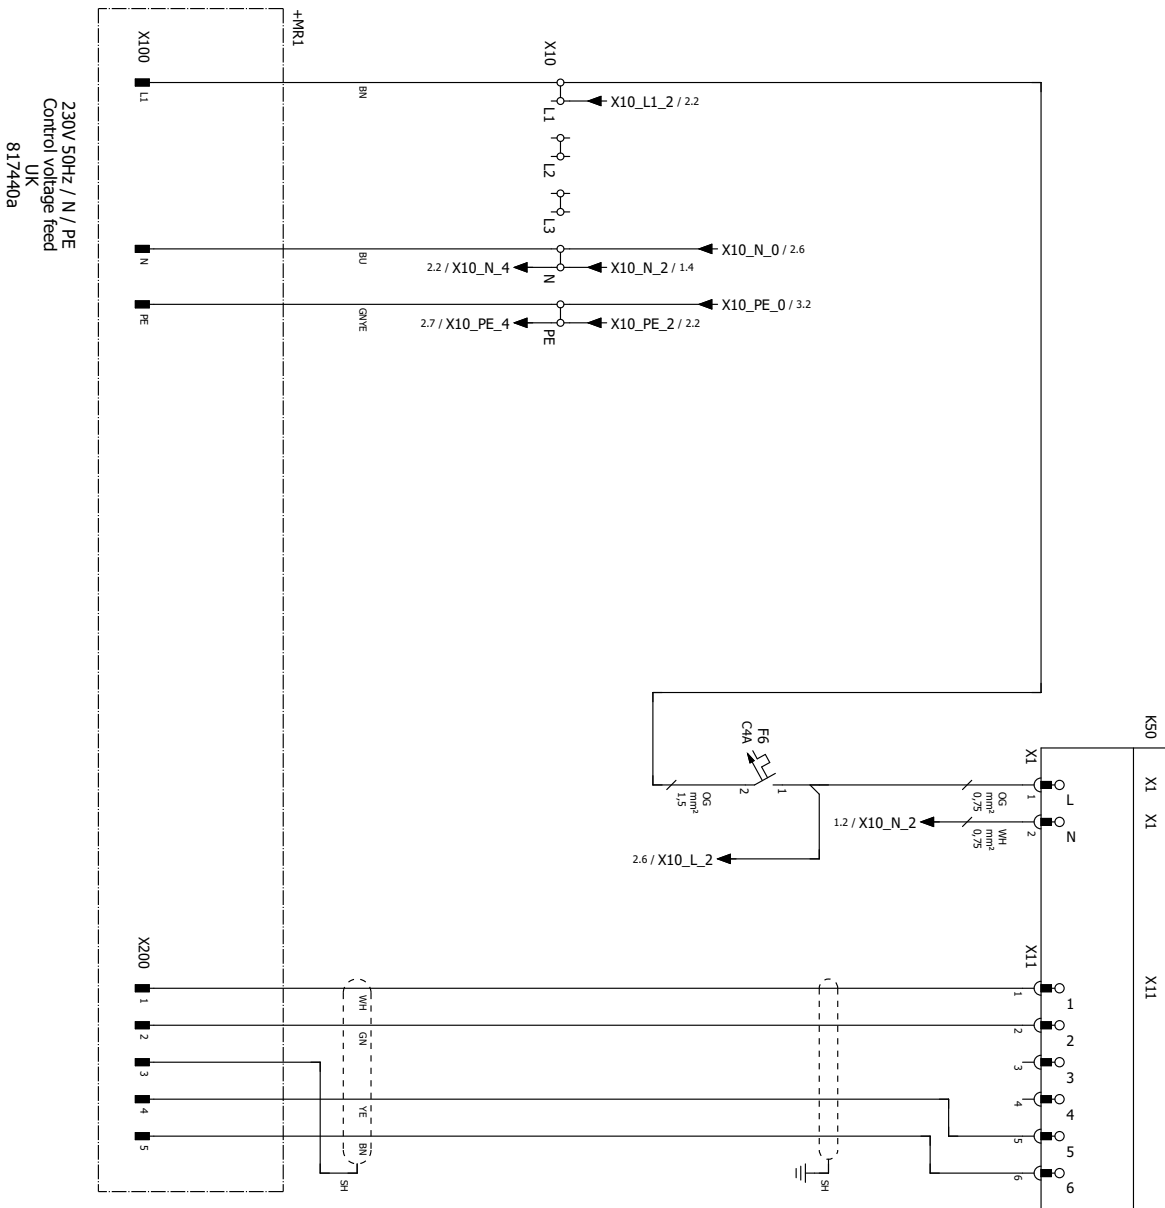 +MR1
X100
L1
N
PE
230V 50Hz / N / PE
Control voltage feed
UK
817440a
BN
BU
GNYE
X10
L1
L2
L3
N
PE
X10_L1_2 / 2.2
X10_N_0 / 2.6
2.2 / X10_N_4
X10_N_2 / 1.4
X10_PE_0 / 3.2
2.7 / X10_PE_4
X10_PE_2 / 2.2
K50
X1
X1
X1
F6
C4A
2
1
OG
mm²
1,5
OG
mm²
0,75
WH
mm²
0,75
1
L
2
N
1.2 / X10_N_2
2.6 / X10_L_2
X200
1
2
3
4
5
WH
GN
YE
BN
SH
SH
X11
X11
1
1
2
2
3
3
4
4
5
5
6
6